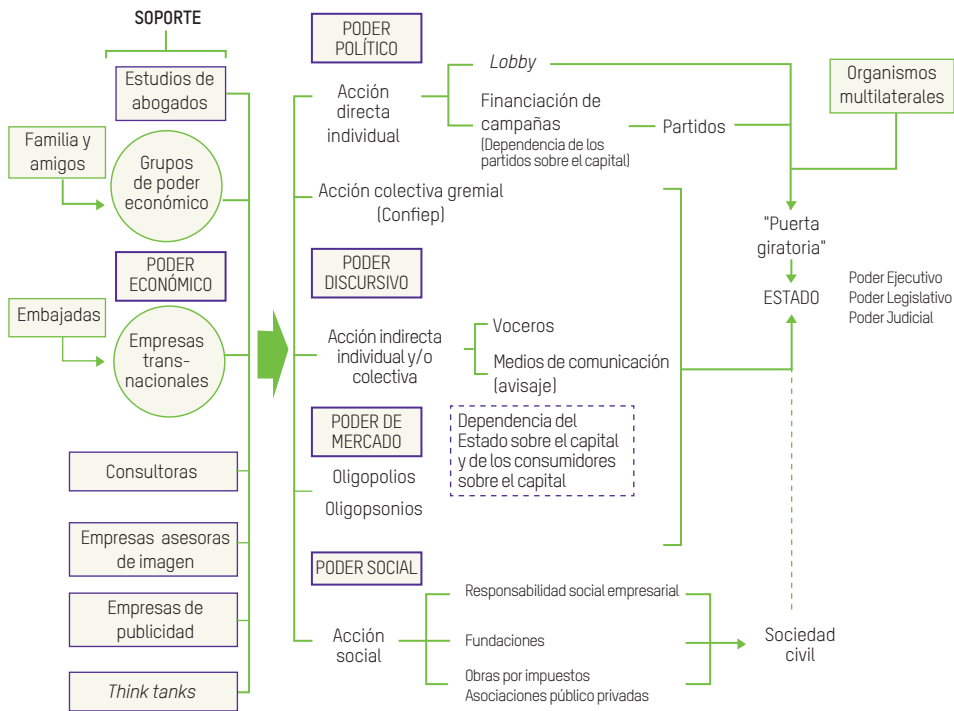 SOPORTE
Estudios de
abogados
Familia y
amigos
Grupos
de poder
económico
PODER
ECONÓMICO
Embajadas
Empresas
trans-
nacionales
Consultoras
Empresas asesoras
de imagen
Empresas de
publicidad
Think tanks
PODER
POLÍTICO
Acción
directa
individual
Lobby
Financiación de
campañas
(Dependencia de los
partidos sobre el capital)
Partidos
Acción colectiva gremial
(Confiep)
PODER
DISCURSIVO
Acción indirecta
individual y/o
colectiva
Voceros
Medios de comunicación
(avisaje)
PODER DE
MERCADO
Dependencia del
Estado sobre el capital
y de los consumidores
sobre el capital
Oligopolios
Oligopsonios
PODER SOCIAL
Acción
social
Responsabilidad social empresarial
Fundaciones
Obras por impuestos
Asociaciones público privadas
Organismos
multilaterales
"Puerta
giratoria"
ESTADO
Poder Ejecutivo
Poder Legislativo
Poder Judicial
Sociedad
civil